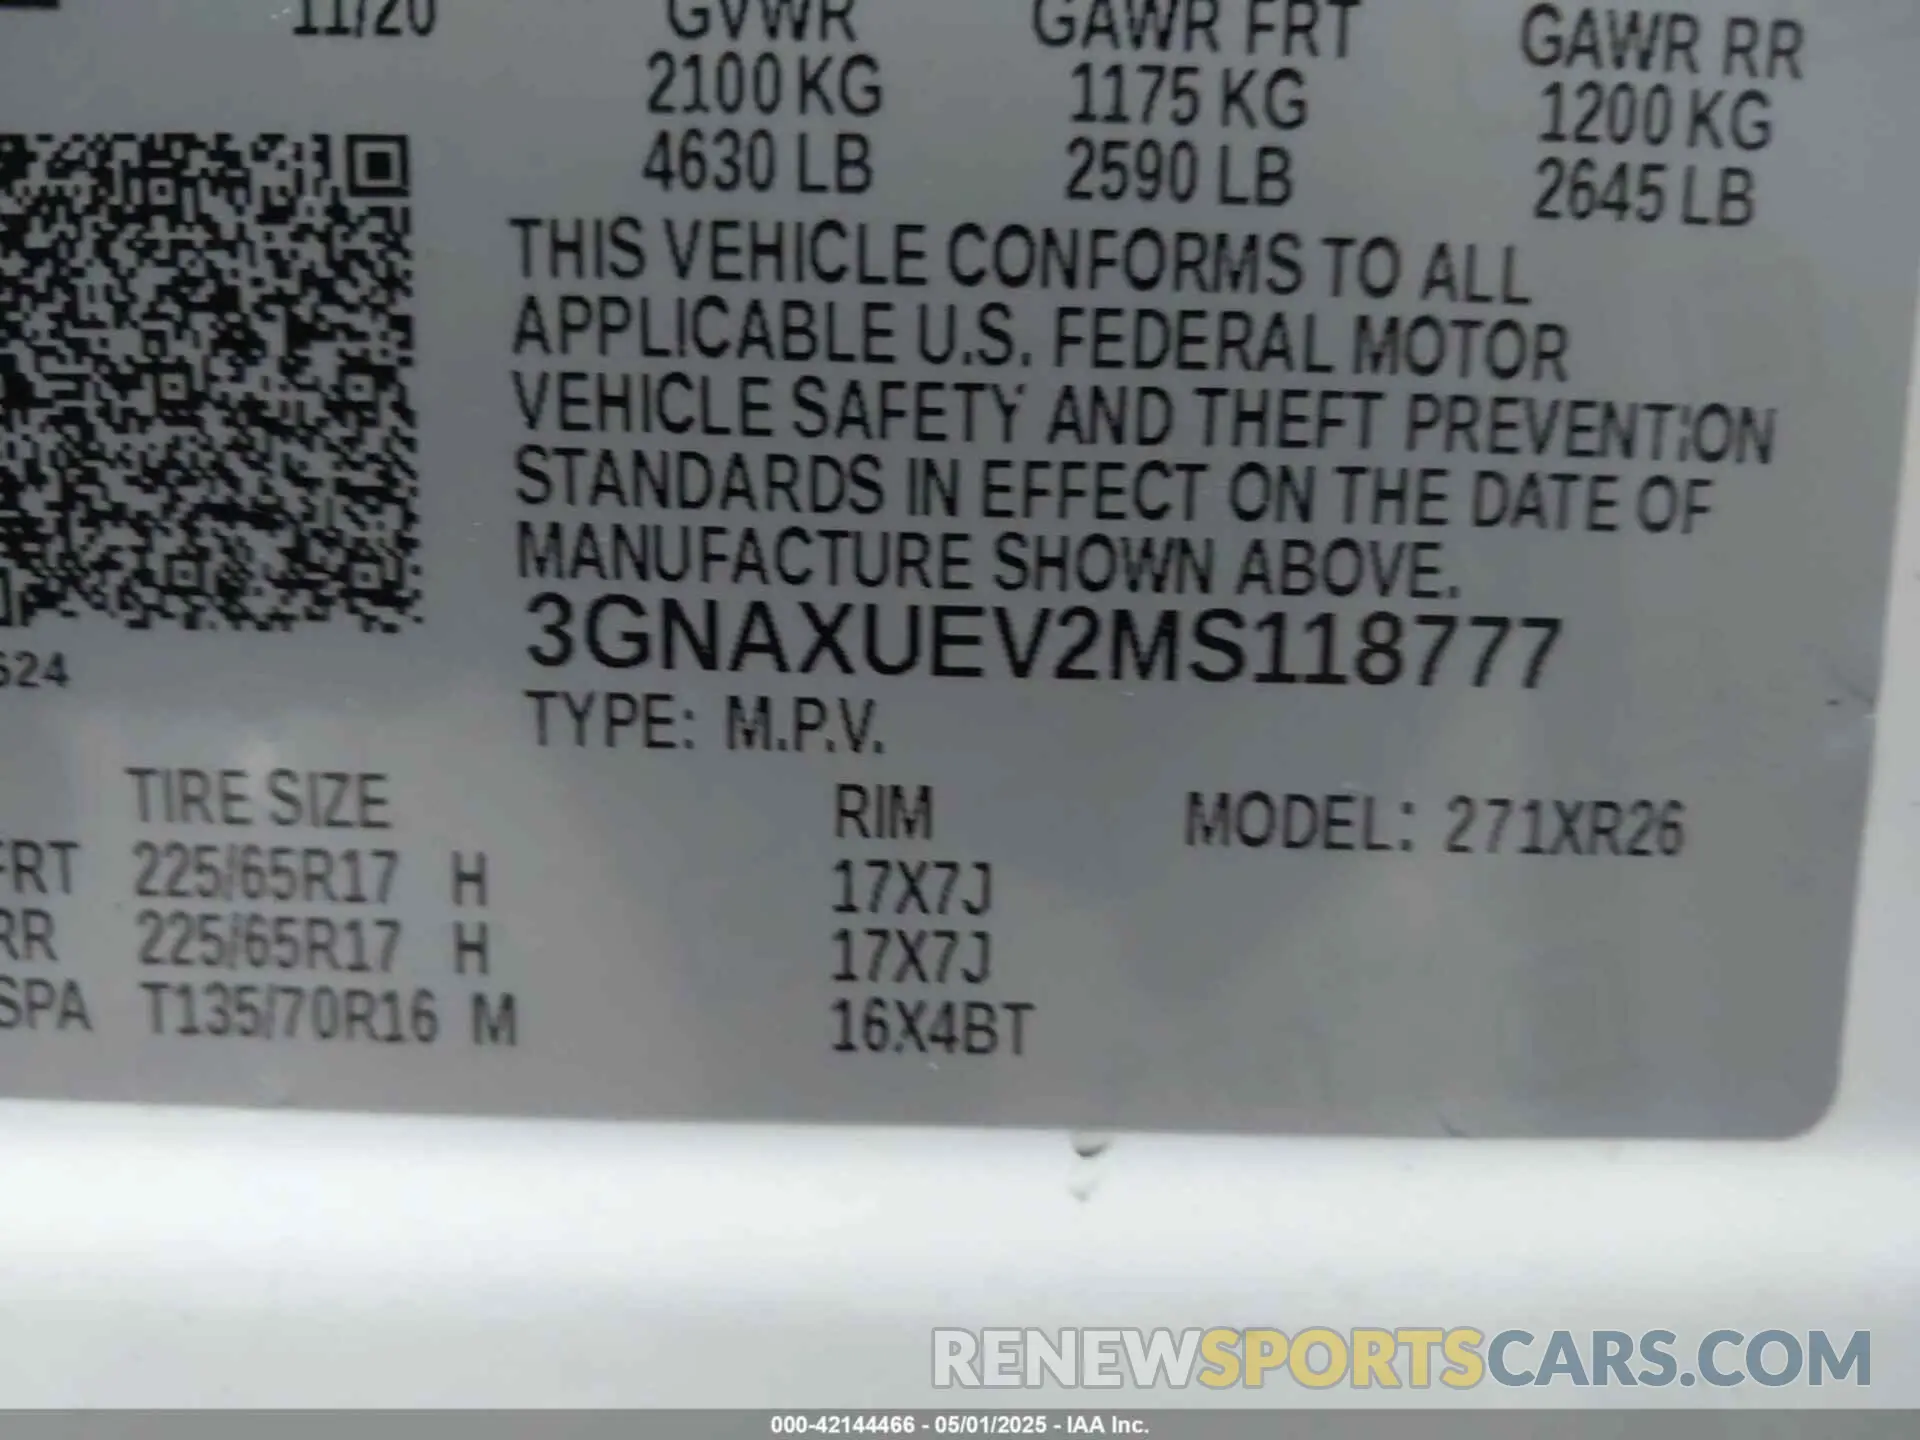 11/20 GVWR GAWR FRT GAWR RR
2100 KG 1175 KG 1200 KG
4630 LB 2590 LB 2645 LB
THIS VEHICLE CONFORMS TO ALL
APPLICABLE U.S. FEDERAL MOTOR
VEHICLE SAFETY AND THEFT PREVENTION
STANDARDS IN EFFECT ON THE DATE OF
MANUFACTURE SHOWN ABOVE.
3GNAXUEV2MS118777
624
TYPE: M.P.V.
TIRE SIZE RIM MODEL: 271XR26
FRT 225/65R17 H 17X7J
RR 225/65R17 H 17X7J
SPA T135/70R16 M 16X4BT
RENEWSPORTSCARS.COM
000-42144466 - 05/01/2025 - IAA Inc.